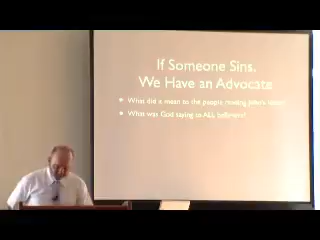 If Someone Sins.
We Have an Advocate
What did it mean to the people reading John's letter?
What was God saying to ALL believers?